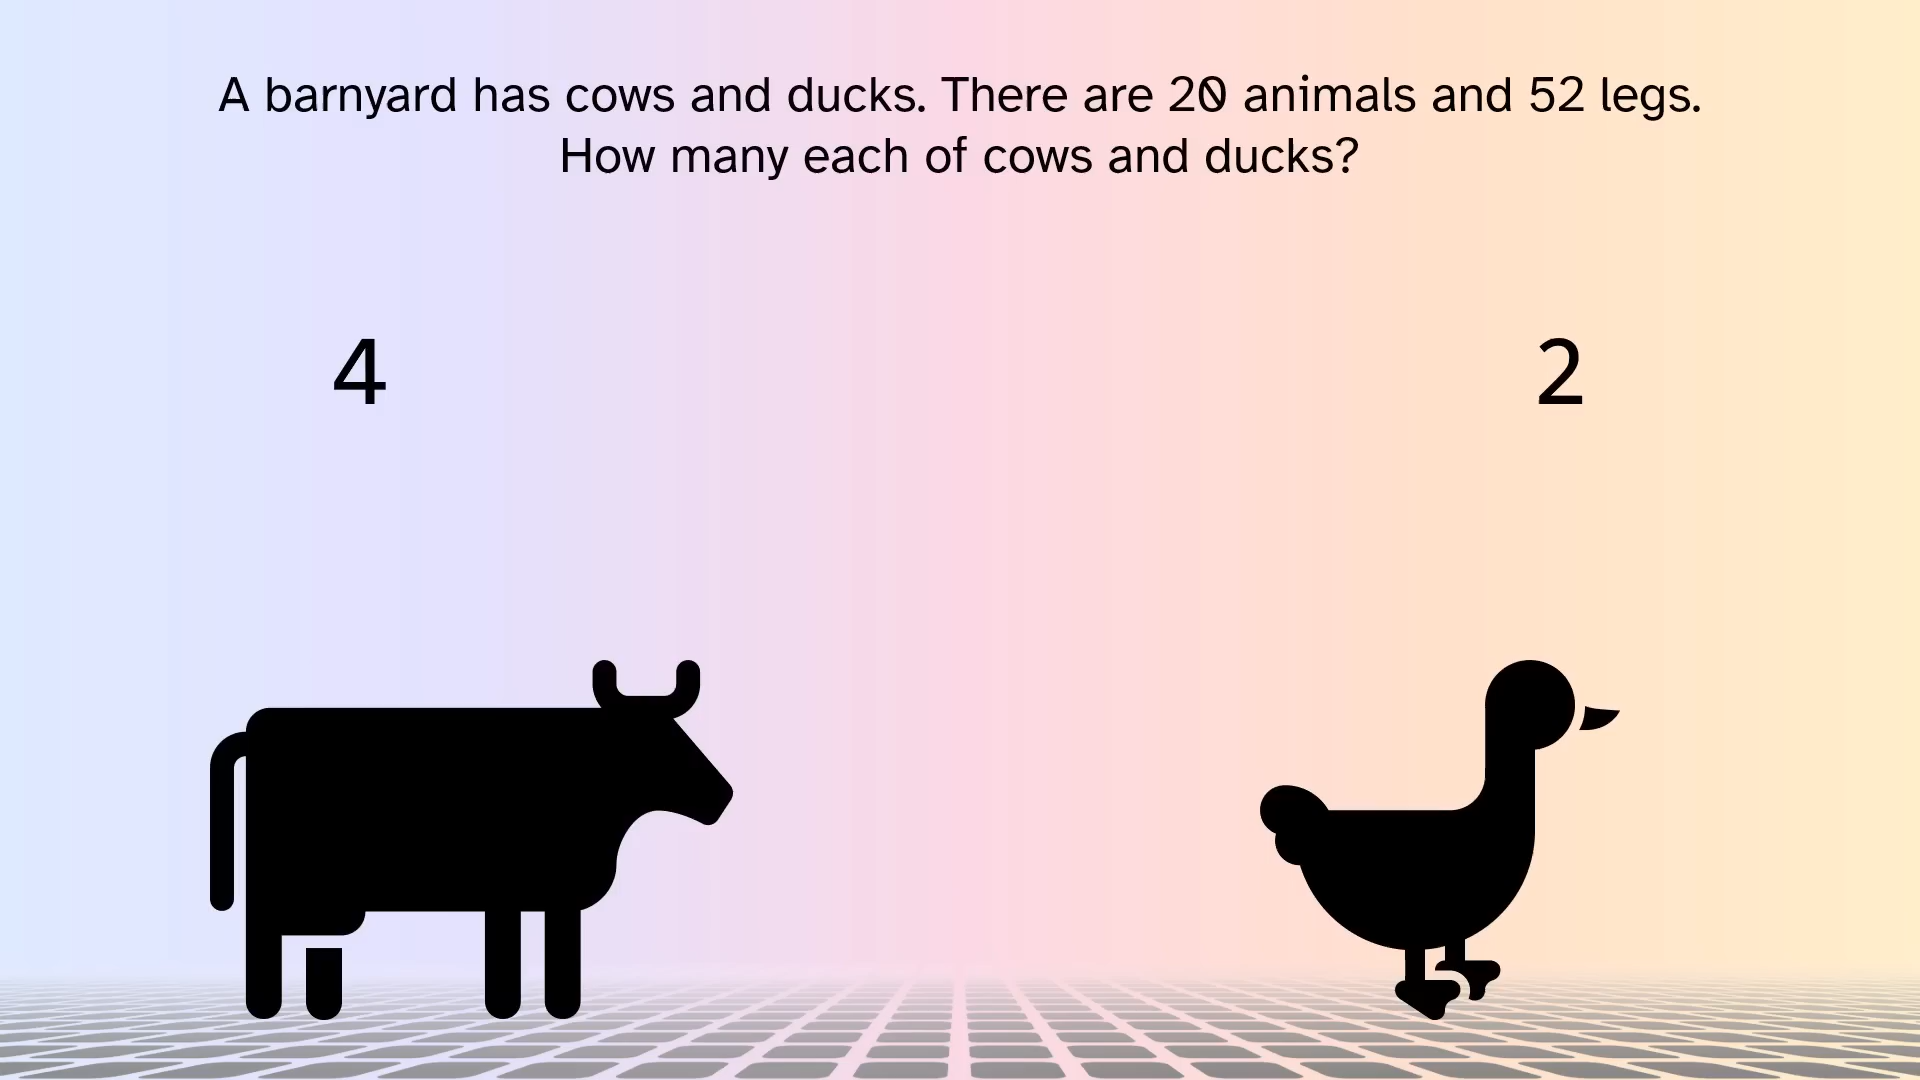 A barnyard has cows and ducks. There are 20 animals and 52 legs.
How many each of cows and ducks?
4
2